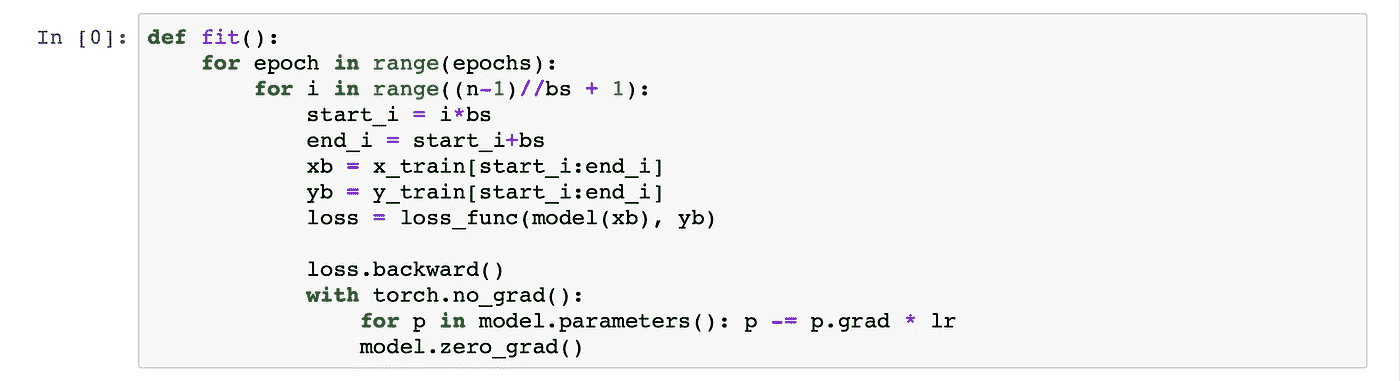 In [0]: def fit():
    for epoch in range(epochs):
        for i in range((n-1)//bs + 1):
            start_i = i*bs
            end_i = start_i+bs
            xb = x_train[start_i:end_i]
            yb = y_train[start_i:end_i]
            loss = loss_func(model(xb), yb)

            loss.backward()
            with torch.no_grad():
                for p in model.parameters(): p -= p.grad * lr
                model.zero_grad()